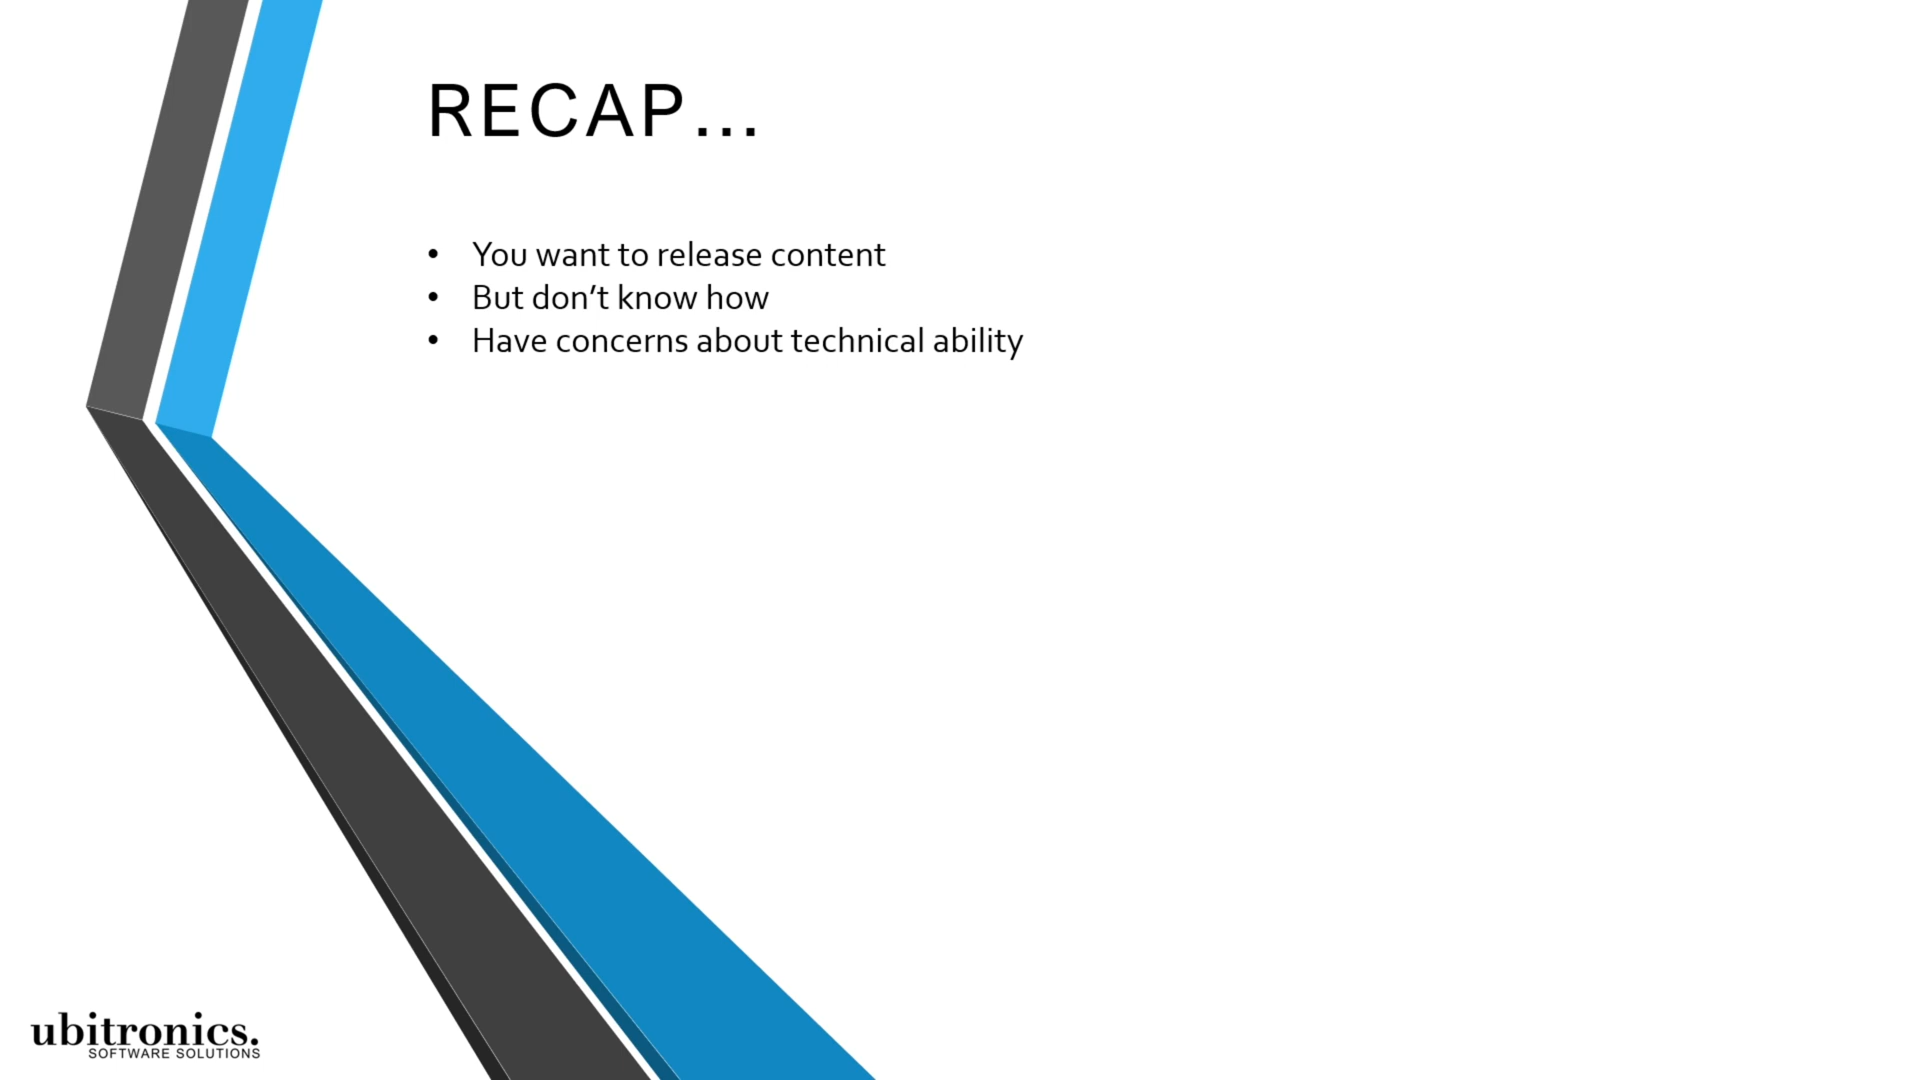 RECAP...
• You want to release content
• But don’t know how
• Have concerns about technical ability
ubitronics.
SOFTWARE SOLUTIONS